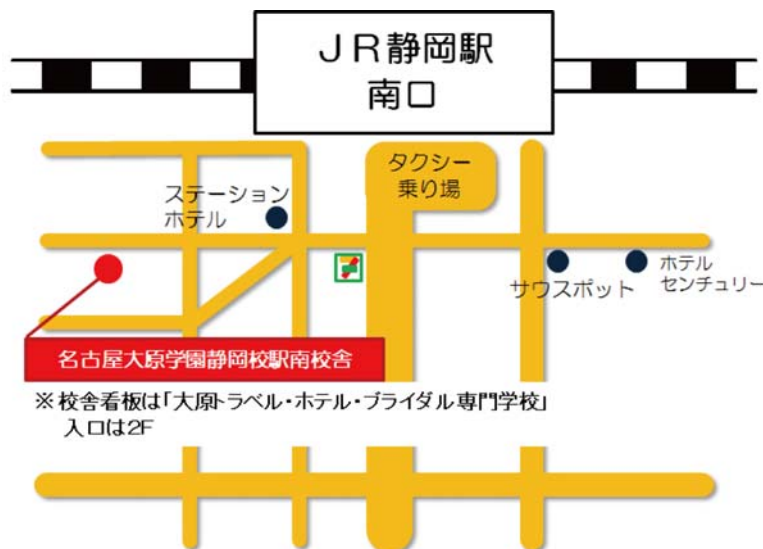 JR静岡駅
南口
タクシー
乗り場
ステーション
ホテル
サウスポット
ホテル
センチュリー
名古屋大原学園静岡校駅南校舎
※校舎看板は「大原トラベル・ホテル・ブライダル専門学校」
入口は2F